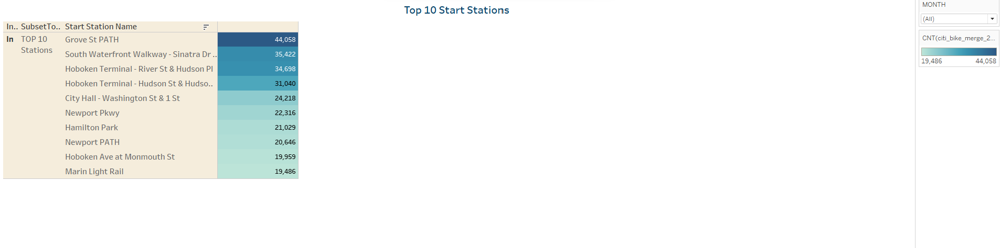 Top 10 Start Stations
In.. SubsetTo.. Start Station Name
In TOP 10 Stations Grove St PATH 44,058
South Waterfront Walkway - Sinatra Dr .. 35,422
Hoboken Terminal - River St & Hudson Pl 34,698
Hoboken Terminal - Hudson St & Hudso.. 31,040
City Hall - Washington St & 1 St 24,218
Newport Pkwy 22,316
Hamilton Park 21,029
Newport PATH 20,646
Hoboken Ave at Monmouth St 19,959
Marin Light Rail 19,486
MONTH
(All)
CNT(citi_bike_merge_2...
19,486 44,058